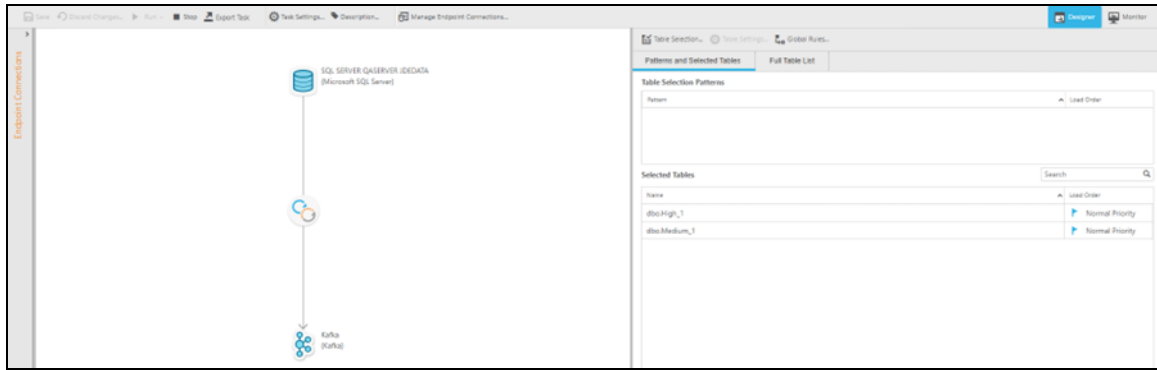 Save Discard Changes... Run Stop Export Task Task Settings... Description... Manage Endpoint Connections... Designer Monitor
Table Selection... Table Settings... Global Rules...
Patterns and Selected Tables Full Table List
Endpoint Connections
SQL SERVER QASERVER JDEDATA
(Microsoft SQL Server)
Table Selection Patterns
Pattern Load Order
Selected Tables Search
Name Load Order
dbo.High_1 Normal Priority
dbo.Medium_1 Normal Priority
Kafka
(Kafka)